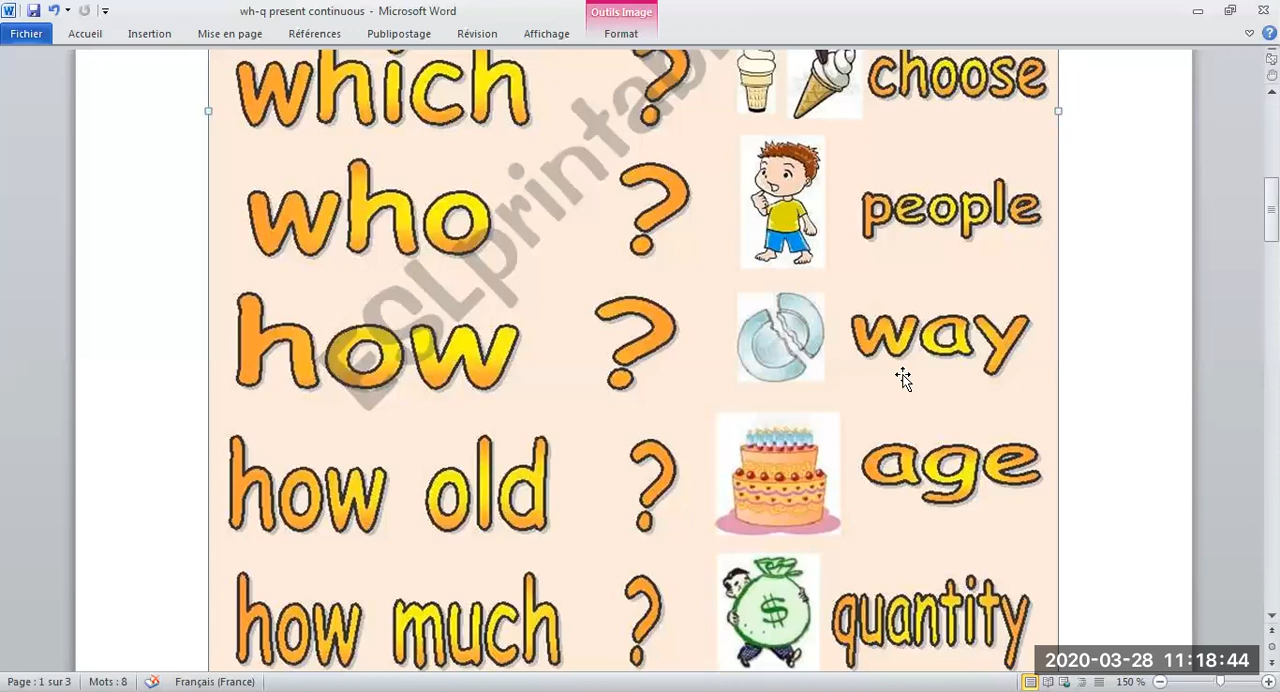 wh-q present continuous - Microsoft Word
Outils Image
Fichier Accueil Insertion Mise en page Références Publipostage Révision Affichage Format
which ? choose
who ? people
how ? way
how old ? age
how much ? quantity
$
ESLprintab
2020-03-28 11:18:44
Page : 1 sur 3 Mots : 8 Français (France) 150 %